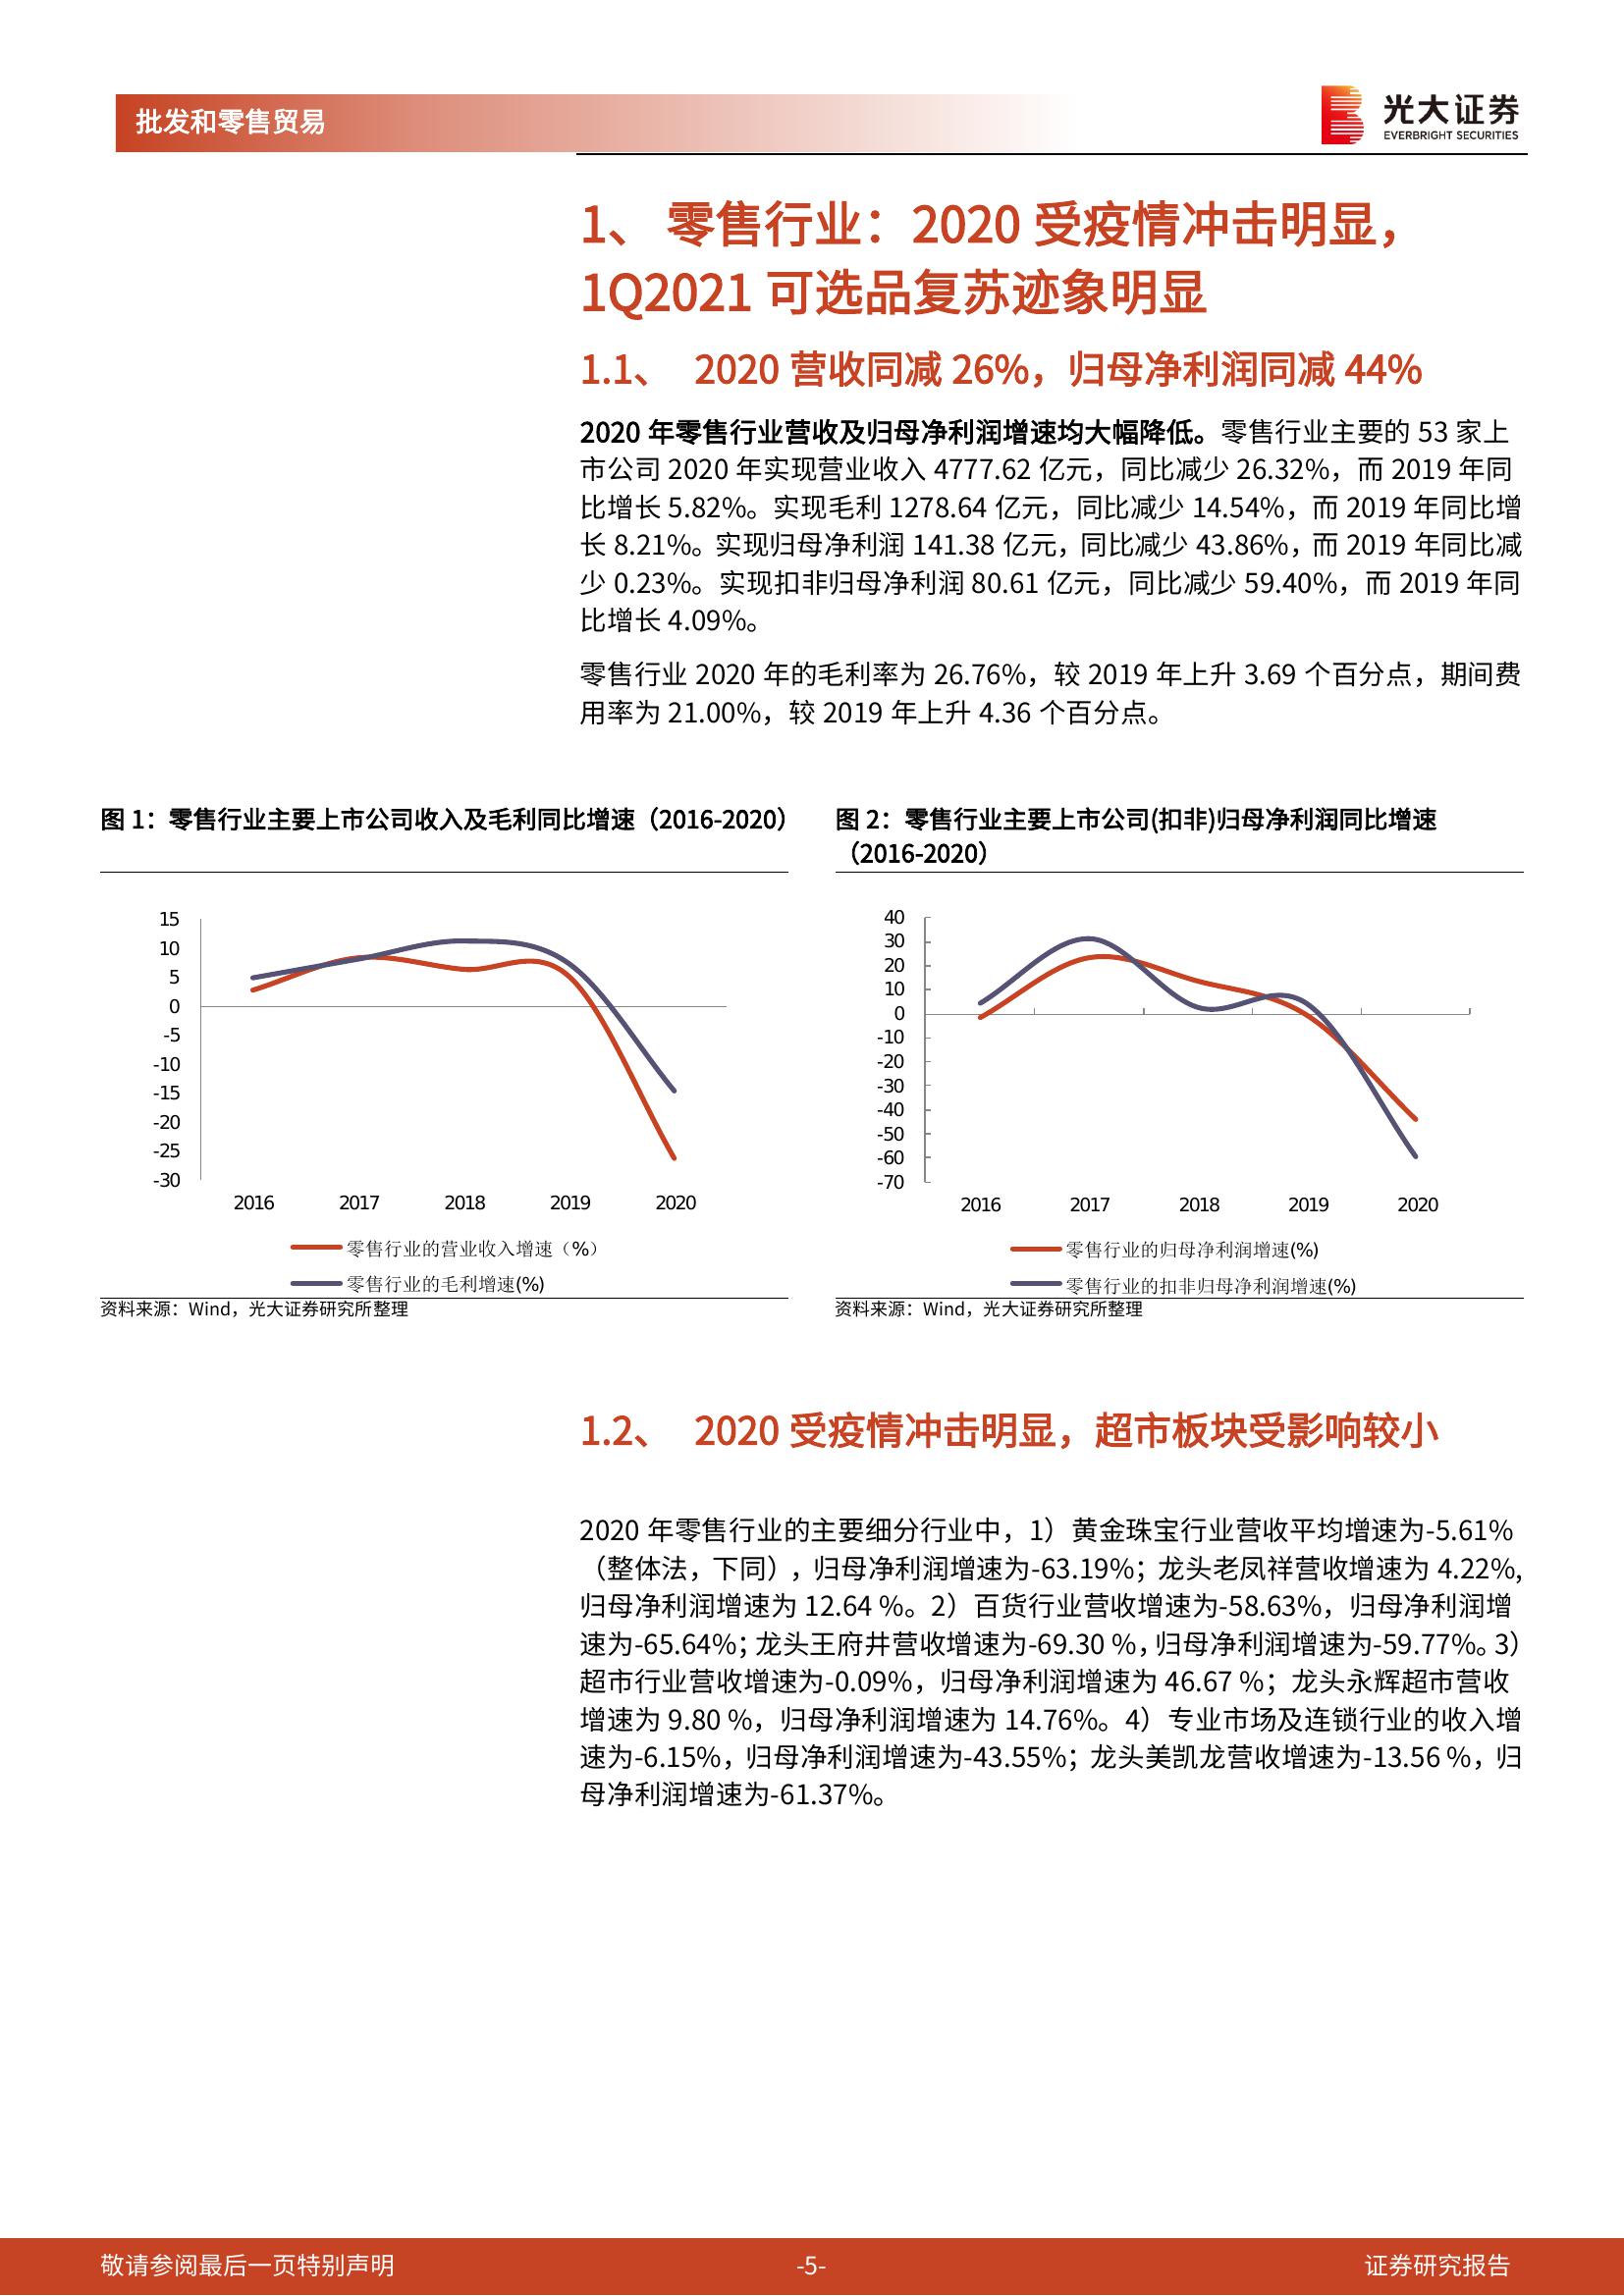 批发和零售贸易
光大证券
EVERBRIGHT SECURITIES
1、 零售行业：2020 受疫情冲击明显，
1Q2021 可选品复苏迹象明显
1.1、 2020 营收同减 26%，归母净利润同减 44%
2020 年零售行业营收及归母净利润增速均大幅降低。零售行业主要的 53 家上
市公司 2020 年实现营业收入 4777.62 亿元，同比减少 26.32%，而 2019 年同
比增长 5.82%。实现毛利 1278.64 亿元，同比减少 14.54%，而 2019 年同比增
长 8.21%。实现归母净利润 141.38 亿元，同比减少 43.86%，而 2019 年同比减
少 0.23%。实现扣非归母净利润 80.61 亿元，同比减少 59.40%，而 2019 年同
比增长 4.09%。
零售行业 2020 年的毛利率为 26.76%，较 2019 年上升 3.69 个百分点，期间费
用率为 21.00%，较 2019 年上升 4.36 个百分点。
图 1：零售行业主要上市公司收入及毛利同比增速（2016-2020）
15
10
5
0
-5
-10
-15
-20
-25
-30
2016 2017 2018 2019 2020
零售行业的营业收入增速（%）
零售行业的毛利增速(%)
资料来源：Wind，光大证券研究所整理
图 2：零售行业主要上市公司(扣非)归母净利润同比增速
（2016-2020）
40
30
20
10
0
-10
-20
-30
-40
-50
-60
-70
2016 2017 2018 2019 2020
零售行业的归母净利润增速(%)
零售行业的扣非归母净利润增速(%)
资料来源：Wind，光大证券研究所整理
1.2、 2020 受疫情冲击明显，超市板块受影响较小
2020 年零售行业的主要细分行业中，1）黄金珠宝行业营收平均增速为-5.61%
（整体法，下同），归母净利润增速为-63.19%；龙头老凤祥营收增速为 4.22%,
归母净利润增速为 12.64 %。2）百货行业营收增速为-58.63%，归母净利润增
速为-65.64%；龙头王府井营收增速为-69.30 %，归母净利润增速为-59.77%。3）
超市行业营收增速为-0.09%，归母净利润增速为 46.67 %；龙头永辉超市营收
增速为 9.80 %，归母净利润增速为 14.76%。4）专业市场及连锁行业的收入增
速为-6.15%，归母净利润增速为-43.55%；龙头美凯龙营收增速为-13.56 %，归
母净利润增速为-61.37%。
敬请参阅最后一页特别声明
-5-
证券研究报告